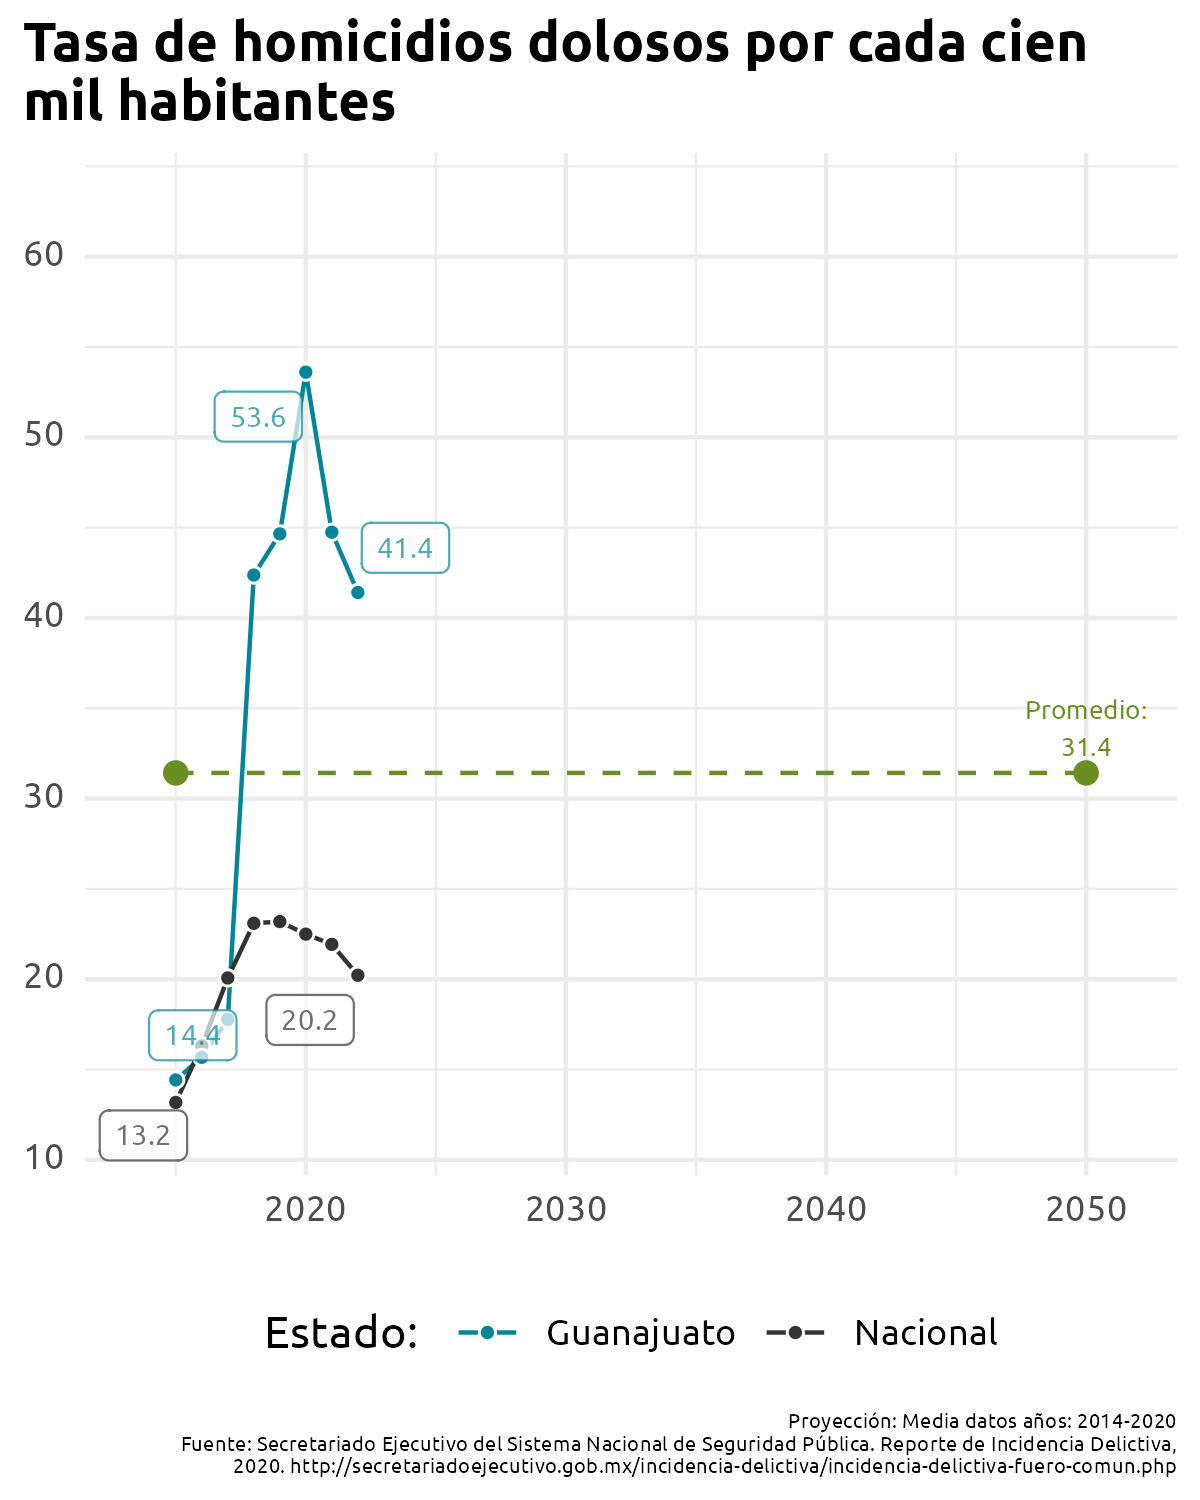 Tasa de homicidios dolosos por cada cien
mil habitantes
60
50
40
30
20
10
53.6
41.4
Promedio:
31.4
14.4
20.2
13.2
2020
2030
2040
2050
Estado:
Guanajuato
Nacional
Proyección: Media datos años: 2014-2020
Fuente: Secretariado Ejecutivo del Sistema Nacional de Seguridad Pública. Reporte de Incidencia Delictiva,
2020. http://secretariadoejecutivo.gob.mx/incidencia-delictiva/incidencia-delictiva-fuero-comun.php